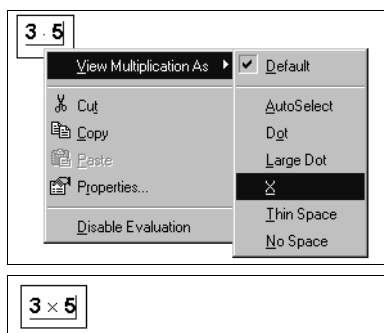 3 · 5
View Multiplication As
Cut
Copy
Paste
Properties...
Disable Evaluation
Default
AutoSelect
Dot
Large Dot
X
Thin Space
No Space
3 × 5